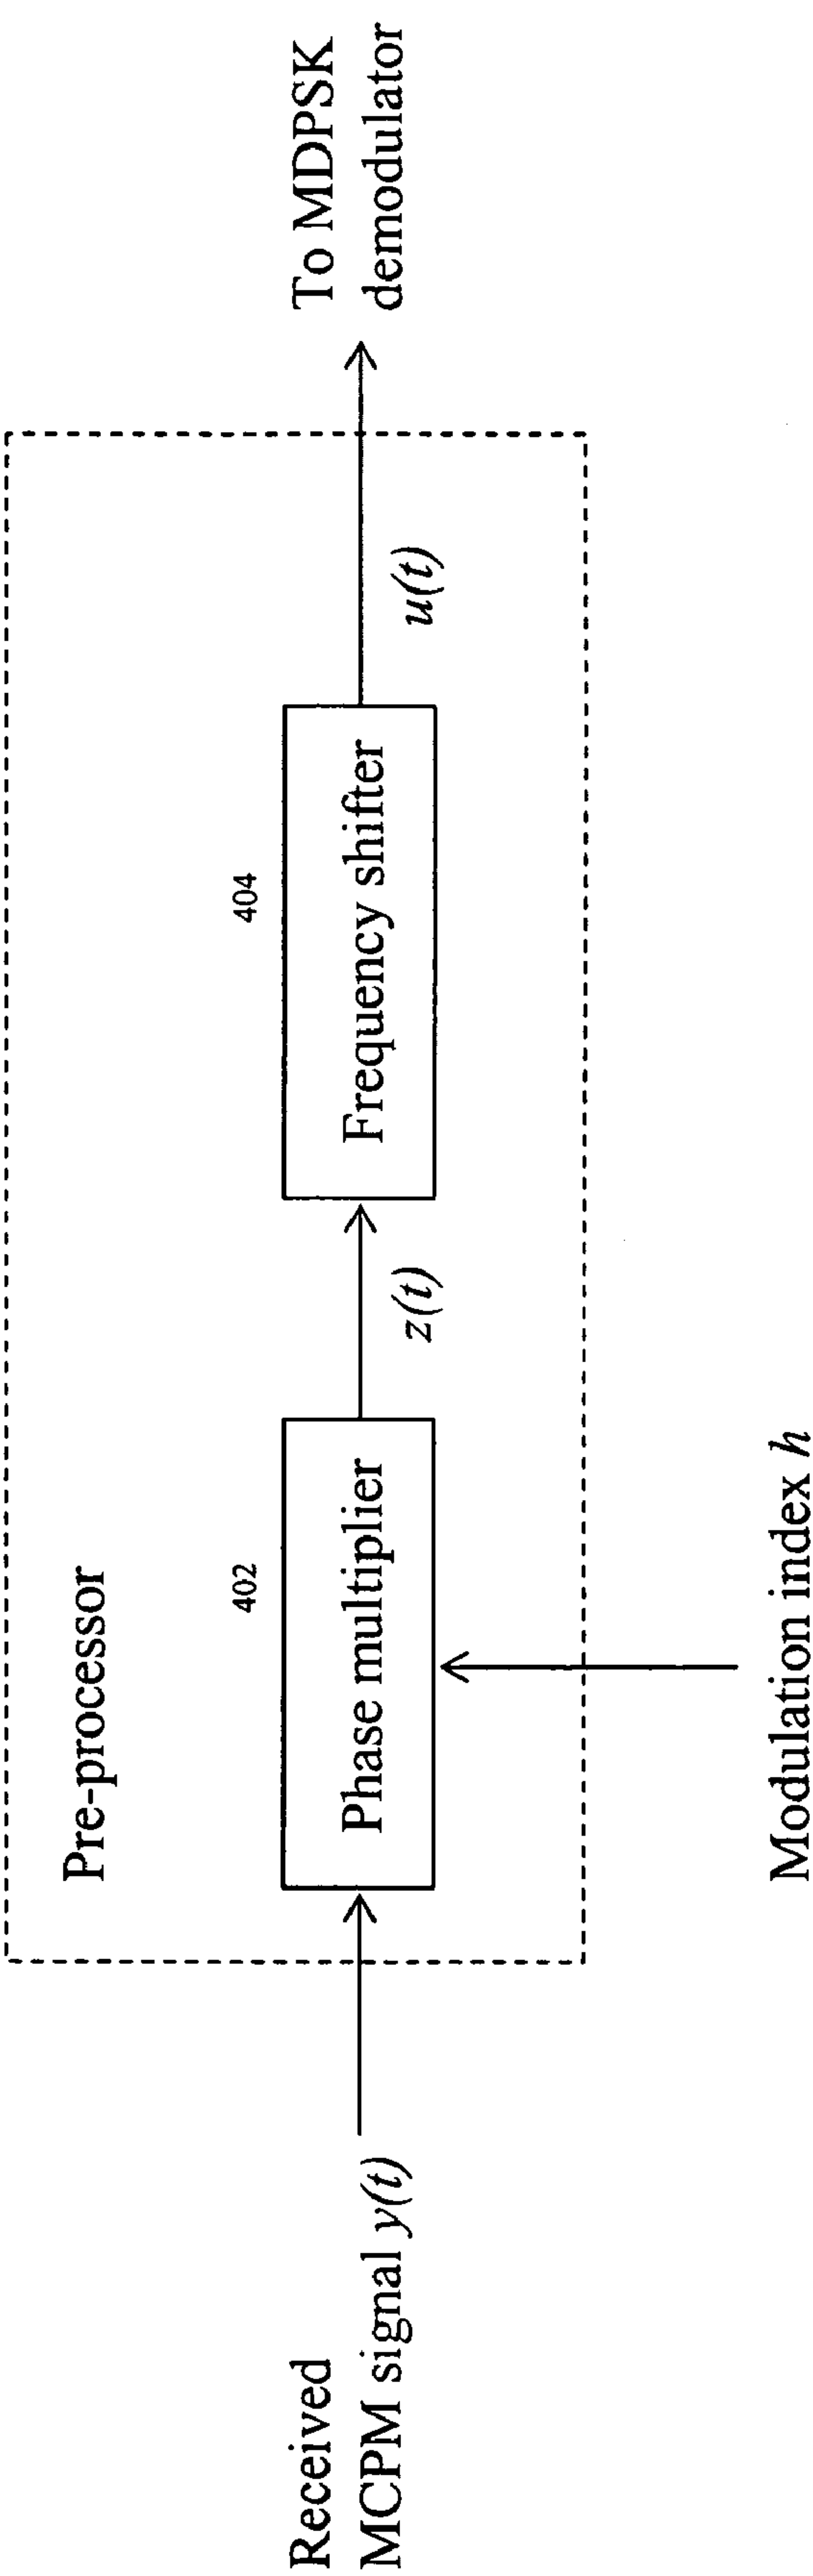 Pre-processor
Received
MCPM signal y(t)
402
Phase multiplier
z(t)
404
Frequency shifter
u(t)
To MDPSK
demodulator
Modulation index h